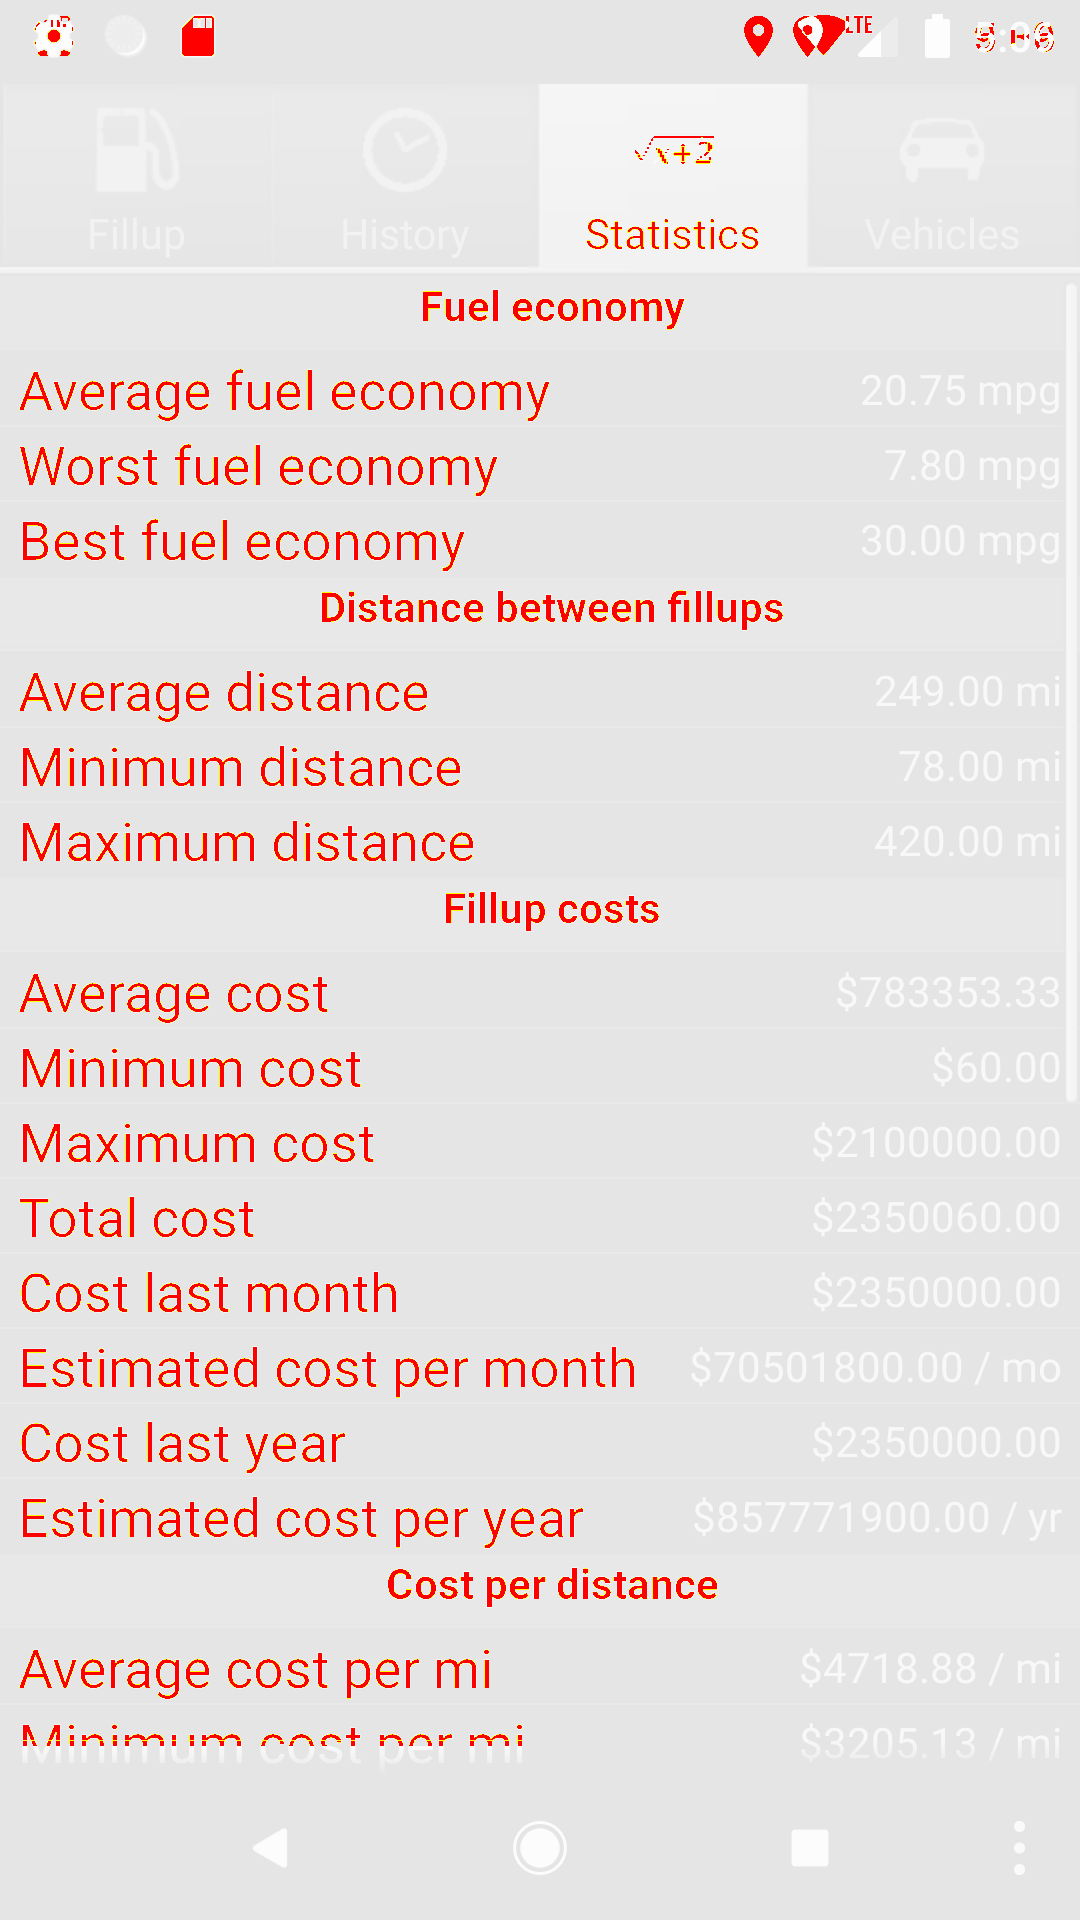 LTE
√x+2
Fillup History Statistics Vehicles
Fuel economy
Average fuel economy 20.75 mpg
Worst fuel economy 7.80 mpg
Best fuel economy 30.00 mpg
Distance between fillups
Average distance 249.00 mi
Minimum distance 78.00 mi
Maximum distance 420.00 mi
Fillup costs
Average cost $783353.33
Minimum cost $60.00
Maximum cost $2100000.00
Total cost $2350060.00
Cost last month $2350000.00
Estimated cost per month $70501800.00 / mo
Cost last year $2350000.00
Estimated cost per year $857771900.00 / yr
Cost per distance
Average cost per mi $4718.88 / mi
Minimum cost per mi $3205.13 / mi